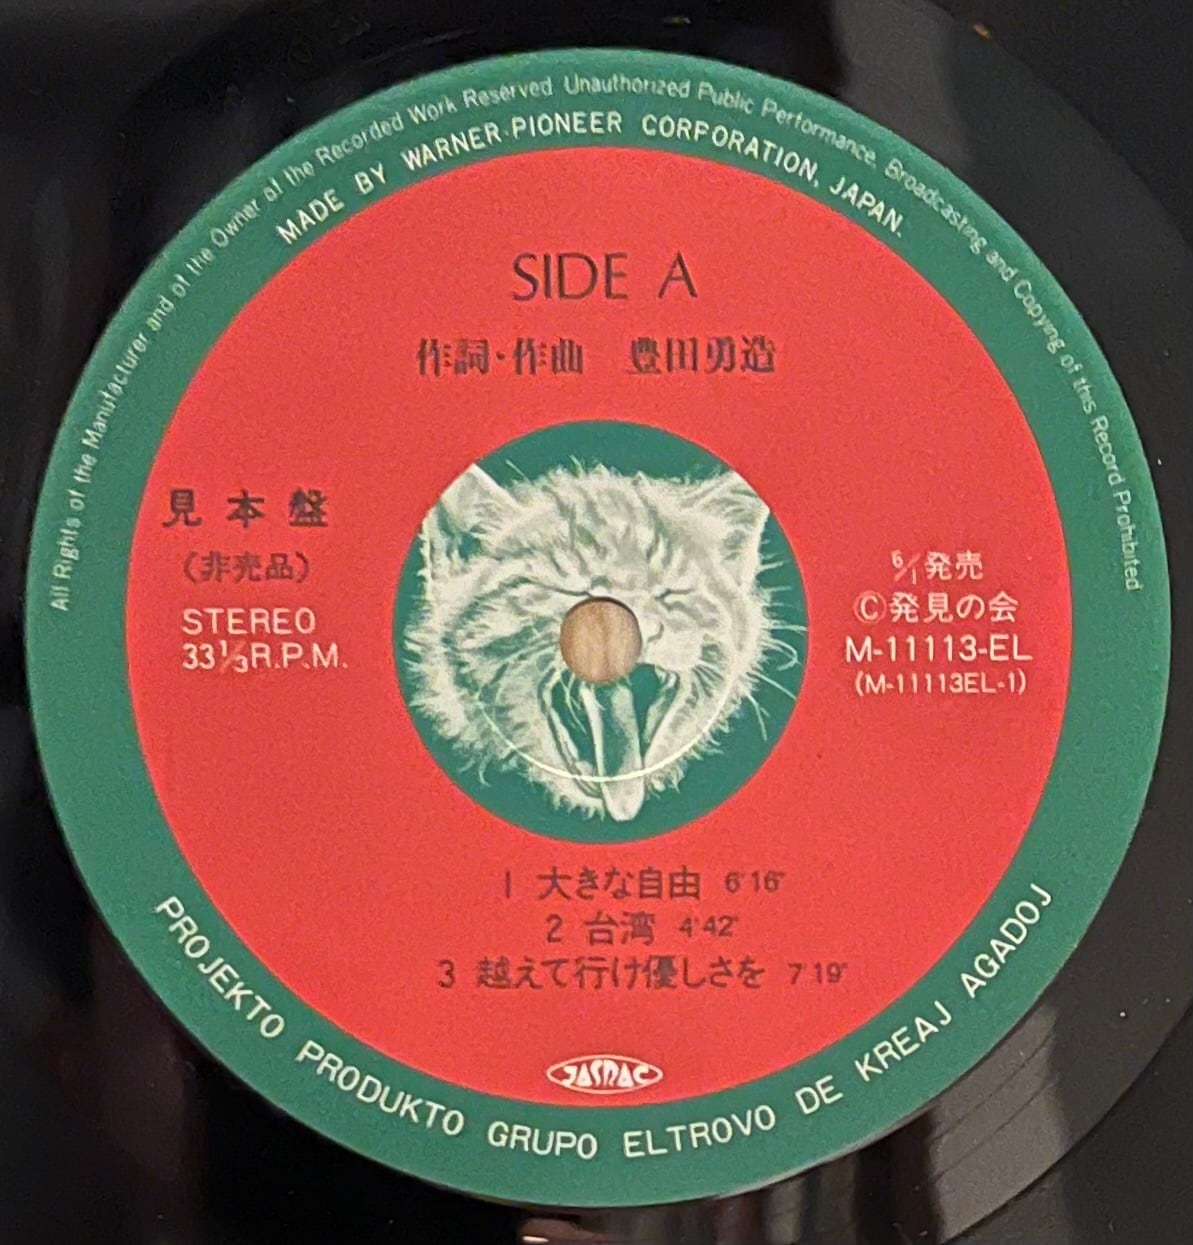 All Rights of the Manufacturer and of the Owner of the Recorded Work Reserved Unauthorized Public Performance, Broadcasting and Copying of this Record Prohibited
MADE BY WARNER-PIONEER CORPORATION, JAPAN.
SIDE A
作詞・作曲 豊田勇造
見本盤
(非売品)
STEREO
33 1/3 R.P.M.
6/1発売
©発見の会
M-11113-EL
(M-11113EL-1)
1 大きな自由 6'16"
2 台湾 4'42"
3 越えて行け優しさを 7'19"
JASRAC
PROJEKTO PRODUKTO GRUPO ELTROVO DE KREAJ AGADOJ